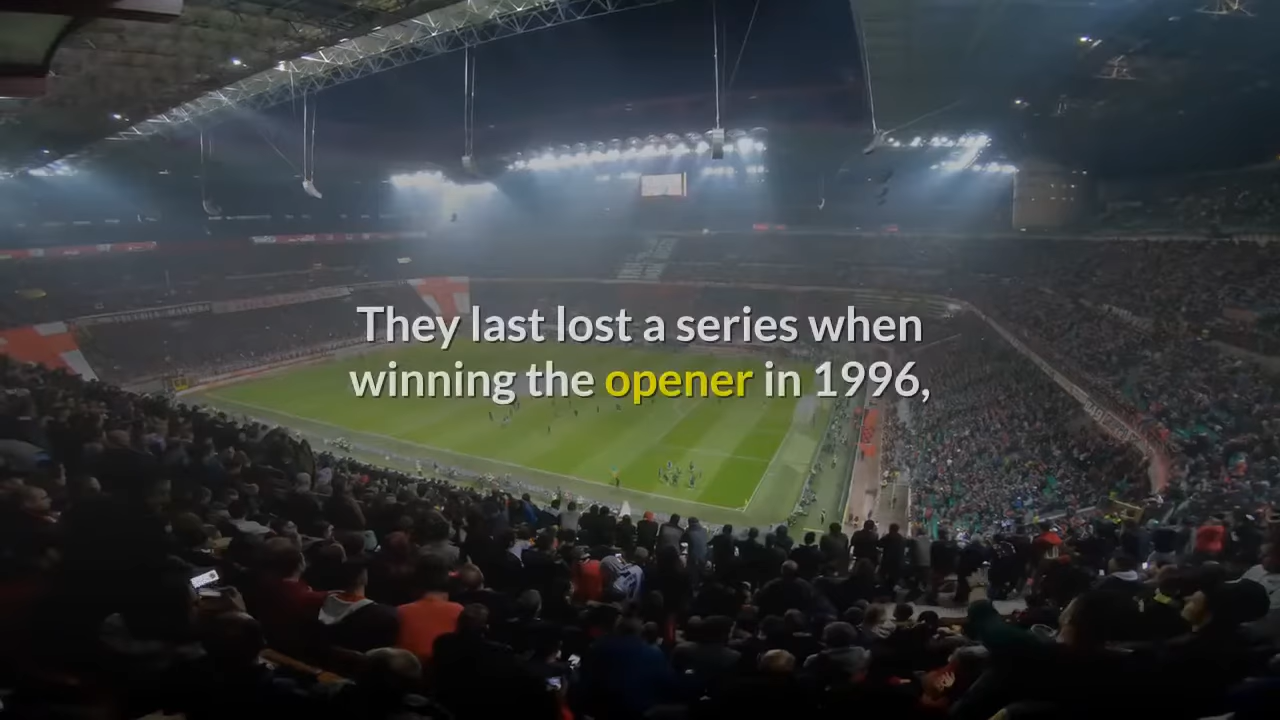 They last lost a series when
winning the opener in 1996,